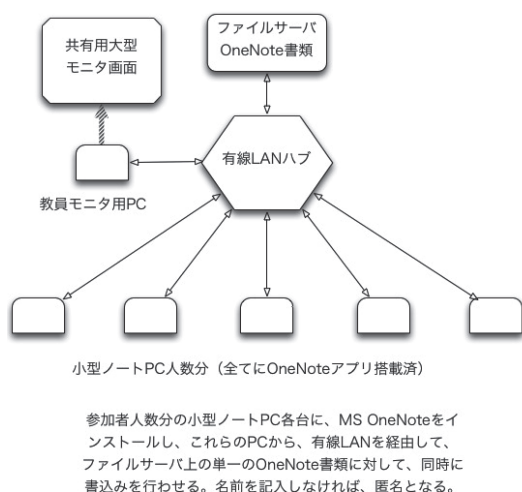 共有用大型
モニタ画面
ファイルサーバ
OneNote書類
有線LANハブ
教員モニタ用PC
小型ノートPC人数分（全てにOneNoteアプリ搭載済）
参加者人数分の小型ノートPC各台に、MS OneNoteをイ
ンストールし、これらのPCから、有線LANを経由して、
ファイルサーバ上の単一のOneNote書類に対して、同時に
書込みを行わせる。名前を記入しなければ、匿名となる。